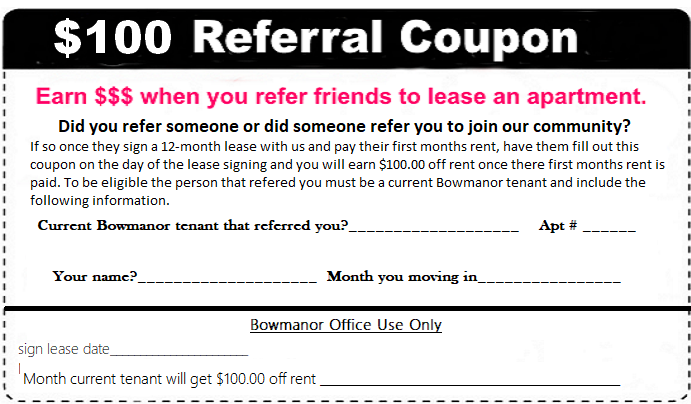 $100 Referral Coupon
Earn $$$ when you refer friends to lease an apartment.
Did you refer someone or did someone refer you to join our community?
If so once they sign a 12-month lease with us and pay their first months rent, have them fill out this
coupon on the day of the lease signing and you will earn $100.00 off rent once there first months rent is
paid. To be eligible the person that refered you must be a current Bowmanor tenant and include the
following information.
Current Bowmanor tenant that referred you?___________________ Apt # ______
Your name?____________________ Month you moving in________________
Bowmanor Office Use Only
sign lease date____________________
Month current tenant will get $100.00 off rent ________________________________________